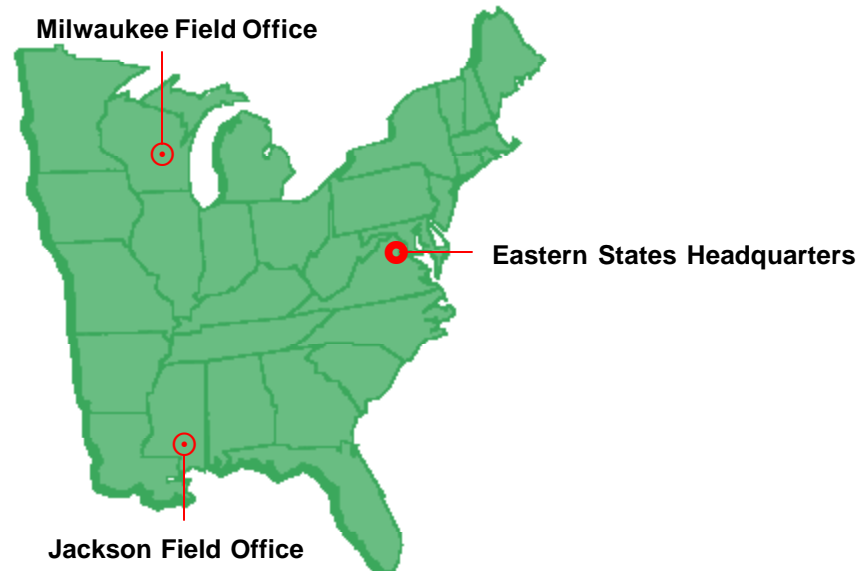 Milwaukee Field Office
Eastern States Headquarters
Jackson Field Office